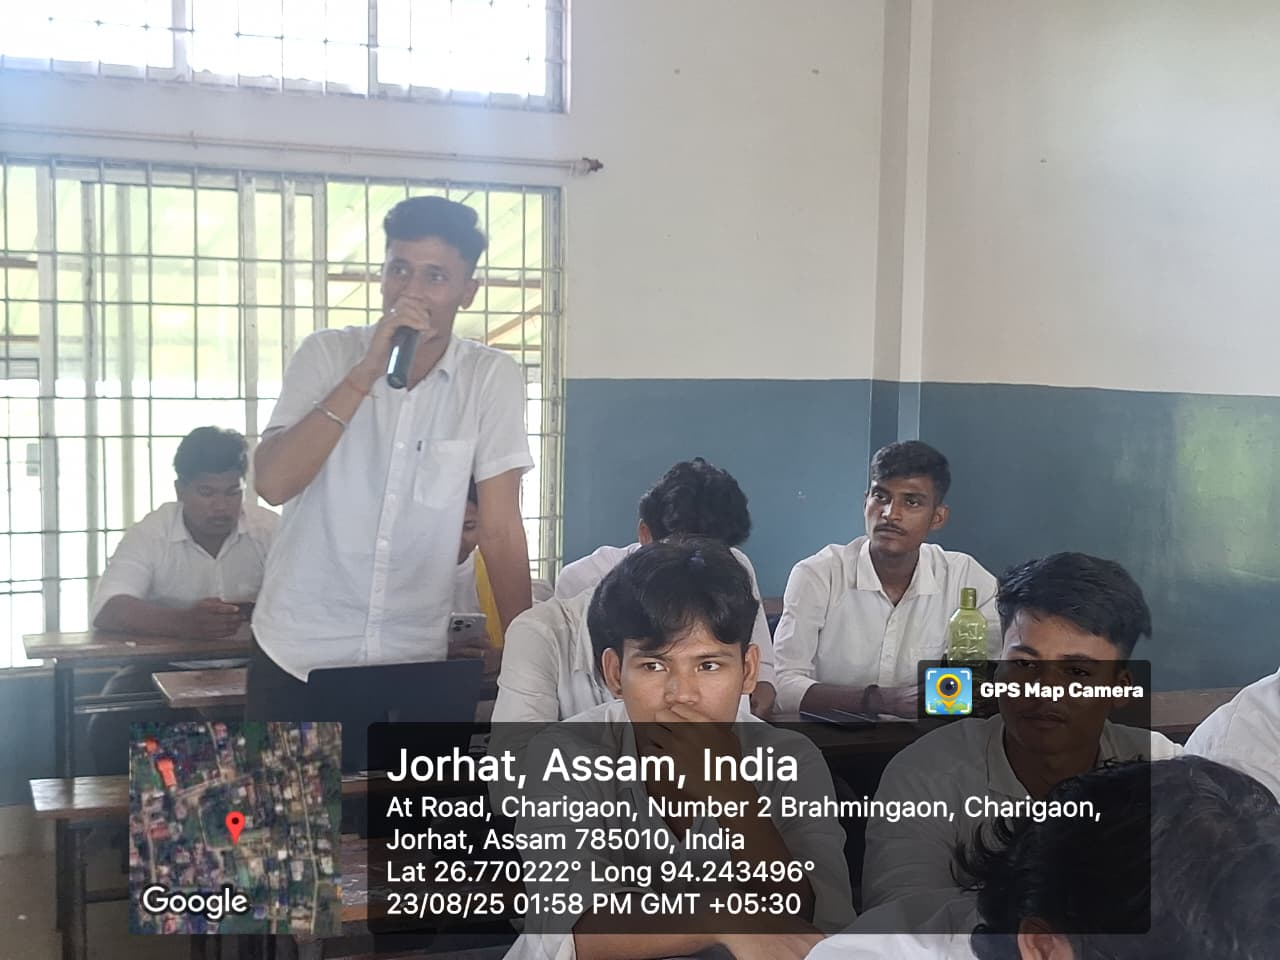 GPS Map Camera
Jorhat, Assam, India
At Road, Charigaon, Number 2 Brahmingaon, Charigaon,
Jorhat, Assam 785010, India
Lat 26.770222° Long 94.243496°
23/08/25 01:58 PM GMT +05:30
Google